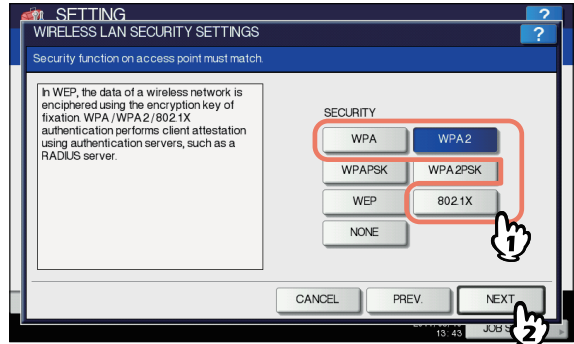 SETTING
?
WIRELESS LAN SECURITY SETTINGS
?
Security function on access point must match.
In WEP, the data of a wireless network is
enciphered using the encryption key of
fixation. WPA / WPA2 / 802.1X
authentication performs client attestation
using authentication servers, such as a
RADIUS server.
SECURITY
WPA
WPA2
WPAPSK
WPA2PSK
WEP
802.1X
NONE
1
CANCEL
PREV.
NEXT
2
13:43
JOB S